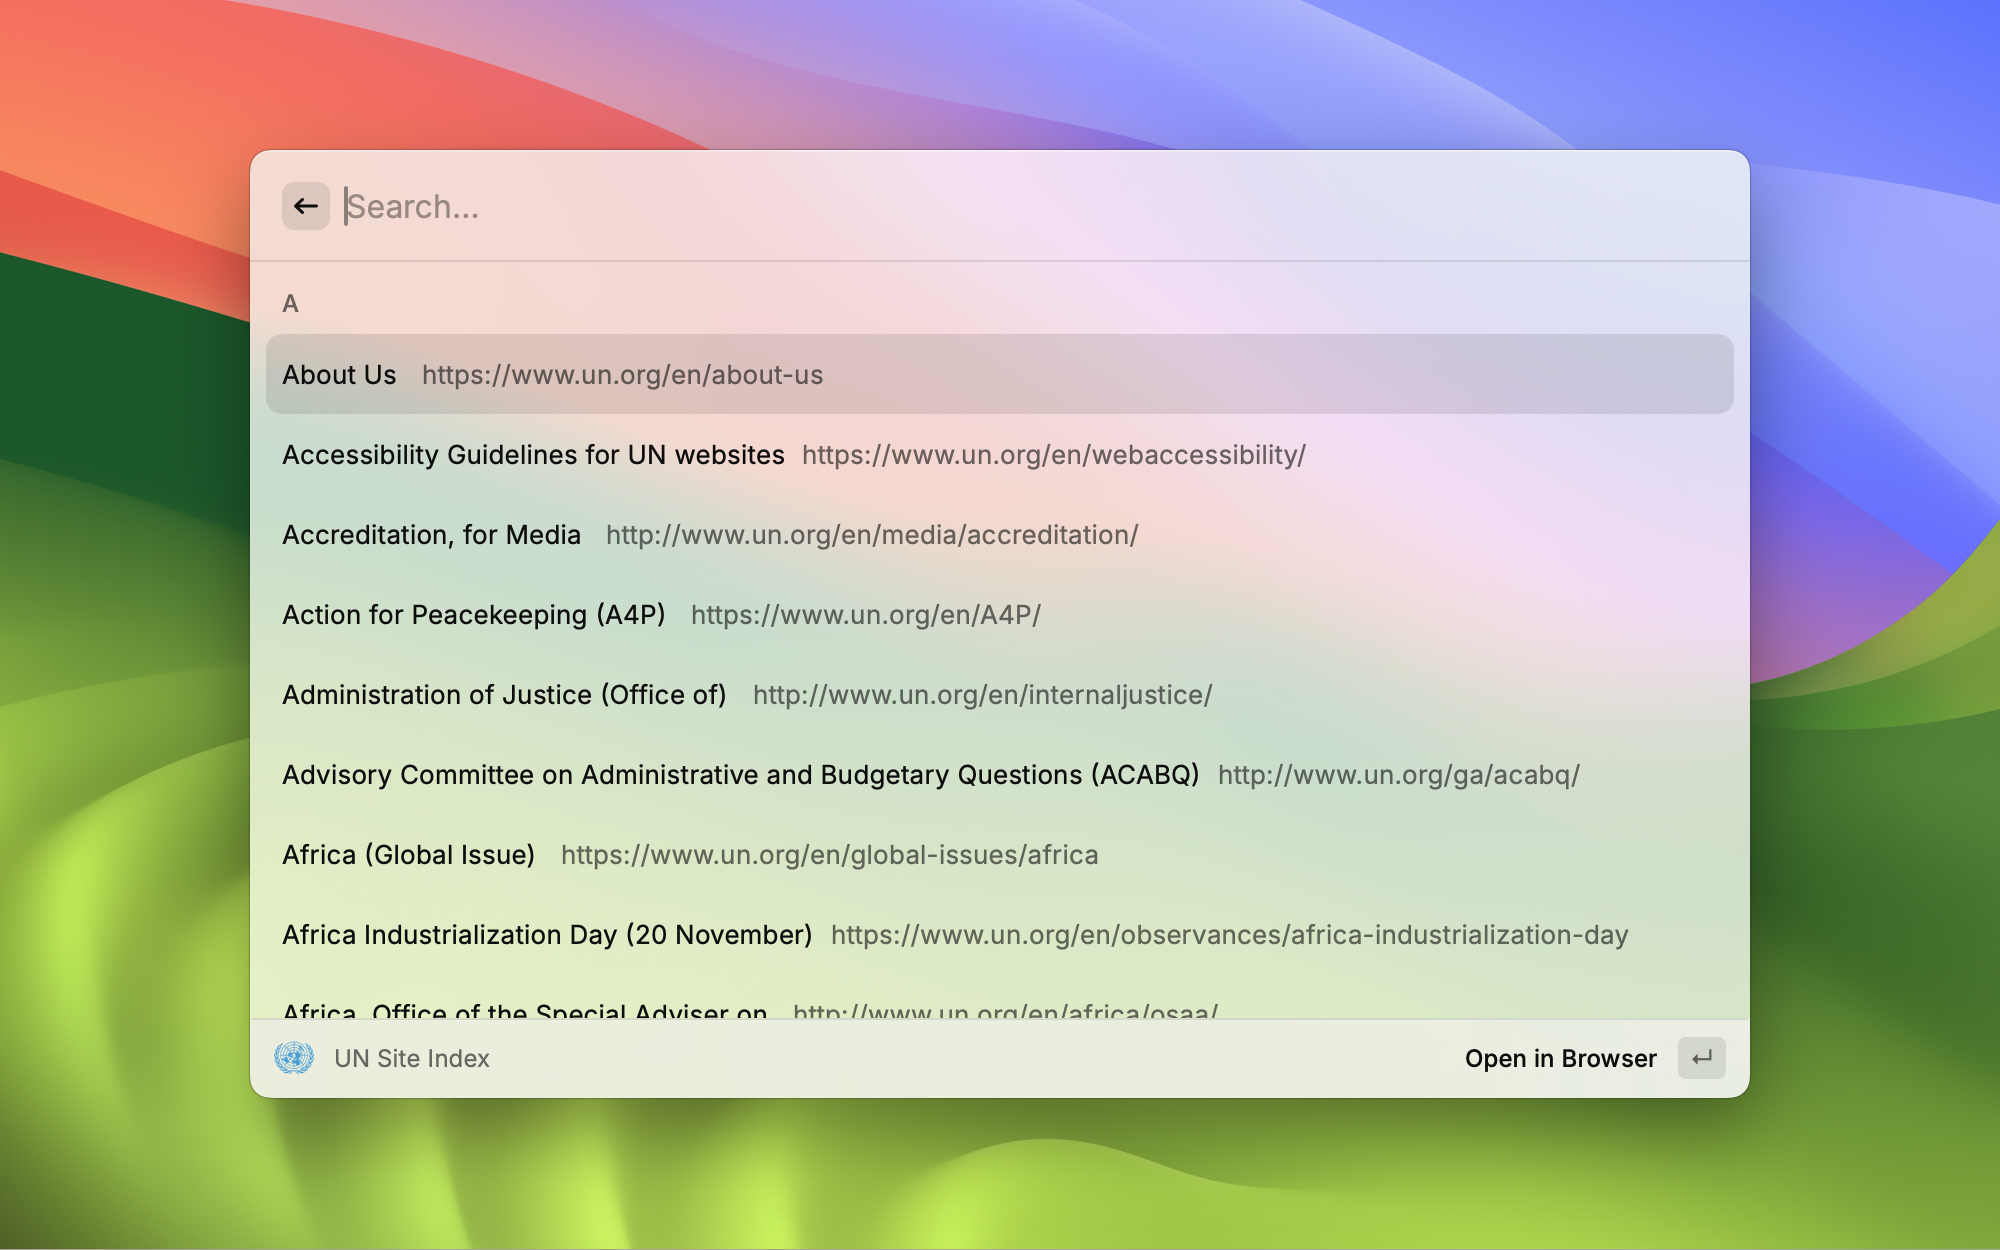 Search...
A
About Us https://www.un.org/en/about-us
Accessibility Guidelines for UN websites https://www.un.org/en/webaccessibility/
Accreditation, for Media http://www.un.org/en/media/accreditation/
Action for Peacekeeping (A4P) https://www.un.org/en/A4P/
Administration of Justice (Office of) http://www.un.org/en/internaljustice/
Advisory Committee on Administrative and Budgetary Questions (ACABQ) http://www.un.org/ga/acabq/
Africa (Global Issue) https://www.un.org/en/global-issues/africa
Africa Industrialization Day (20 November) https://www.un.org/en/observances/africa-industrialization-day
Africa, Office of the Special Adviser on http://www.un.org/en/africa/osaa/
UN Site Index Open in Browser